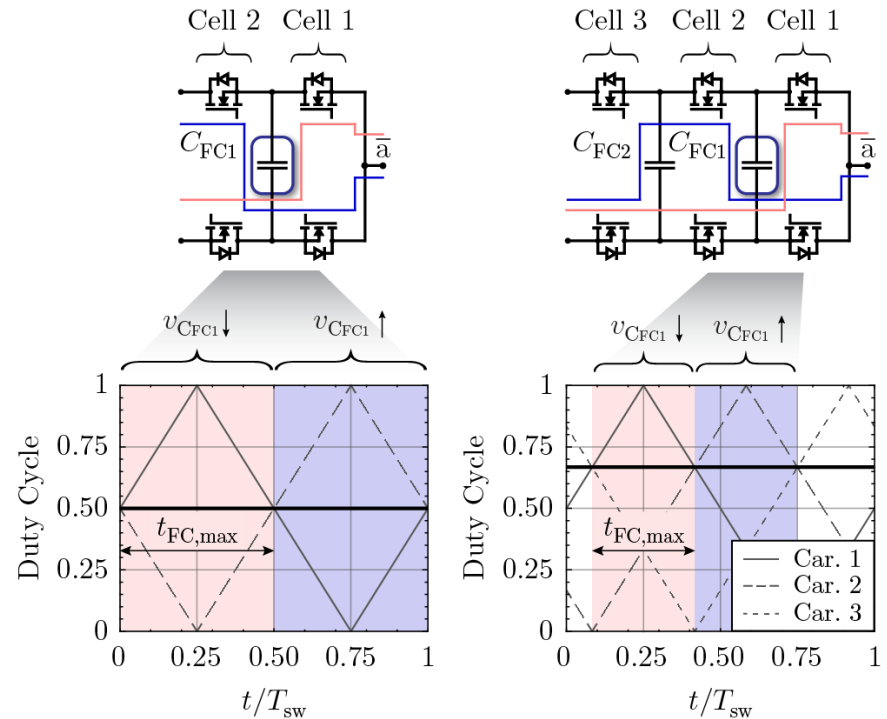 Cell 2 Cell 1
C_FC1
a̅
v_CFC1 ↓ v_CFC1 ↑
1
0.75
0.50
0.25
0
Duty Cycle
t_FC,max
0 0.25 0.50 0.75 1
t/T_sw
Cell 3 Cell 2 Cell 1
C_FC2 C_FC1
a̅
v_CFC1 ↓ v_CFC1 ↑
1
0.75
0.50
0.25
0
Duty Cycle
t_FC,max
Car. 1
Car. 2
Car. 3
0 0.25 0.50 0.75 1
t/T_sw